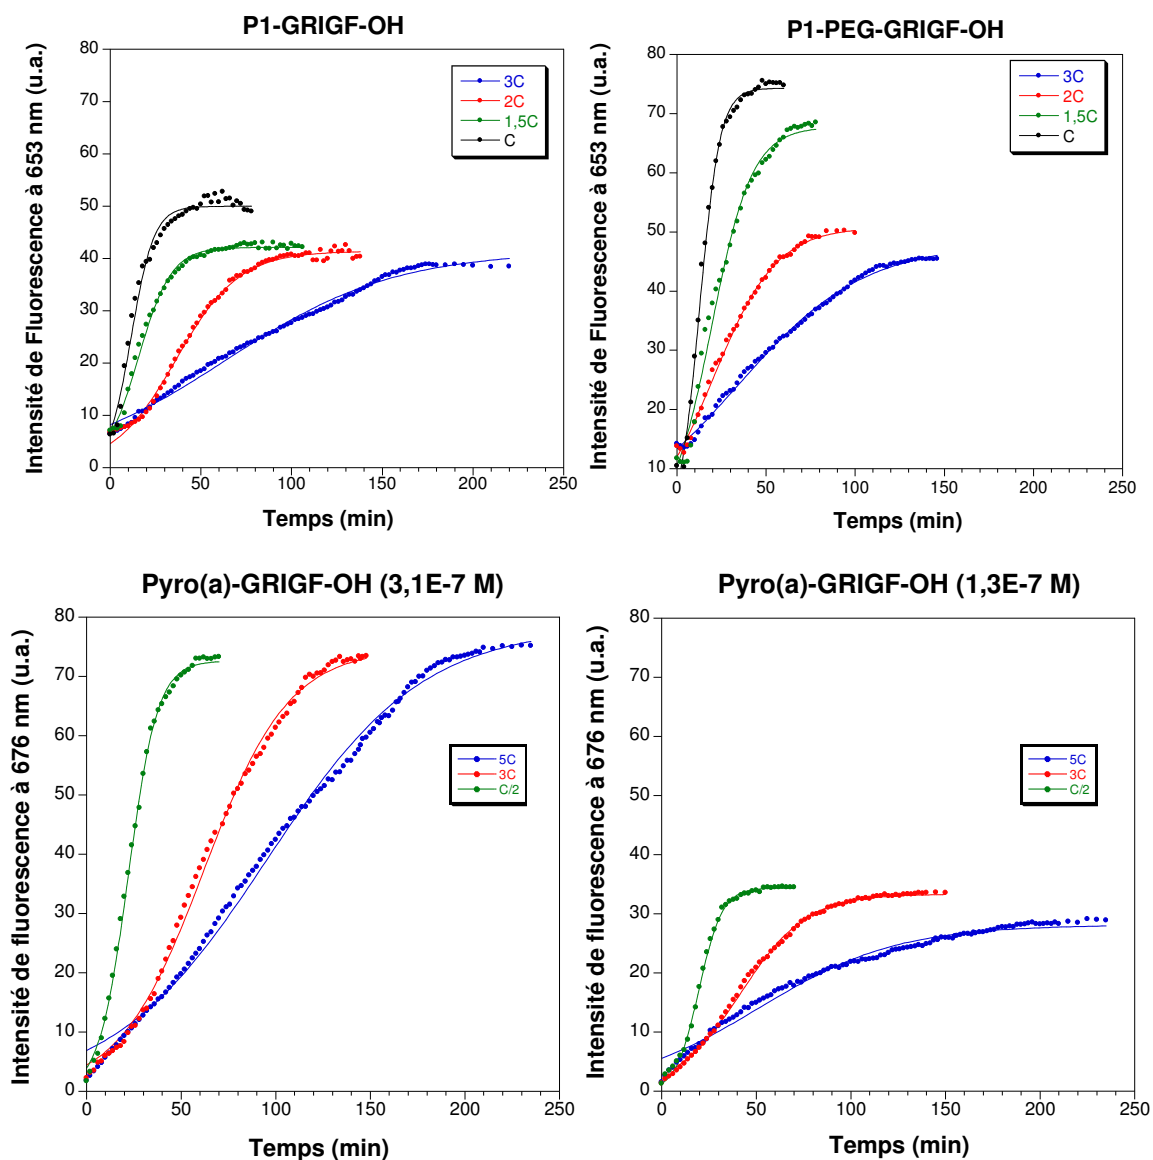 P1-GRIGF-OH
Intensité de Fluorescence à 653 nm (u.a.)
80
70
60
50
40
30
20
10
0
3C
2C
1,5C
C
0 50 100 150 200 250
Temps (min)
P1-PEG-GRIGF-OH
Intensité de Fluorescence à 653 nm (u.a.)
80
70
60
50
40
30
20
10
3C
2C
1,5C
C
0 50 100 150 200 250
Temps (min)
Pyro(a)-GRIGF-OH (3,1E-7 M)
Intensité de fluorescence à 676 nm (u.a.)
80
70
60
50
40
30
20
10
0
5C
3C
C/2
0 50 100 150 200 250
Temps (min)
Pyro(a)-GRIGF-OH (1,3E-7 M)
Intensité de fluorescence à 676 nm (u.a.)
80
70
60
50
40
30
20
10
0
5C
3C
C/2
0 50 100 150 200 250
Temps (min)